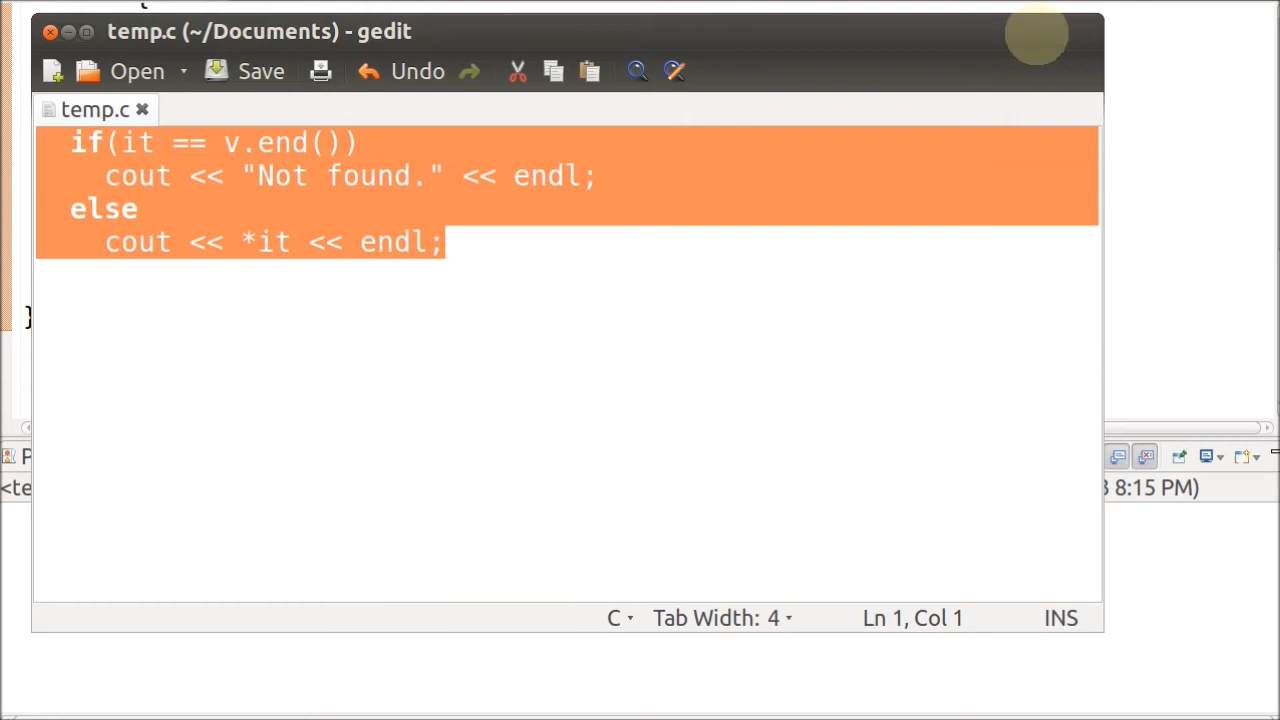 temp.c (~/Documents) - gedit
Open Save Undo
temp.c
if(it == v.end())
cout << "Not found." << endl;
else
cout << *it << endl;
}
P
<te
8:15 PM)
C Tab Width: 4 Ln 1, Col 1 INS